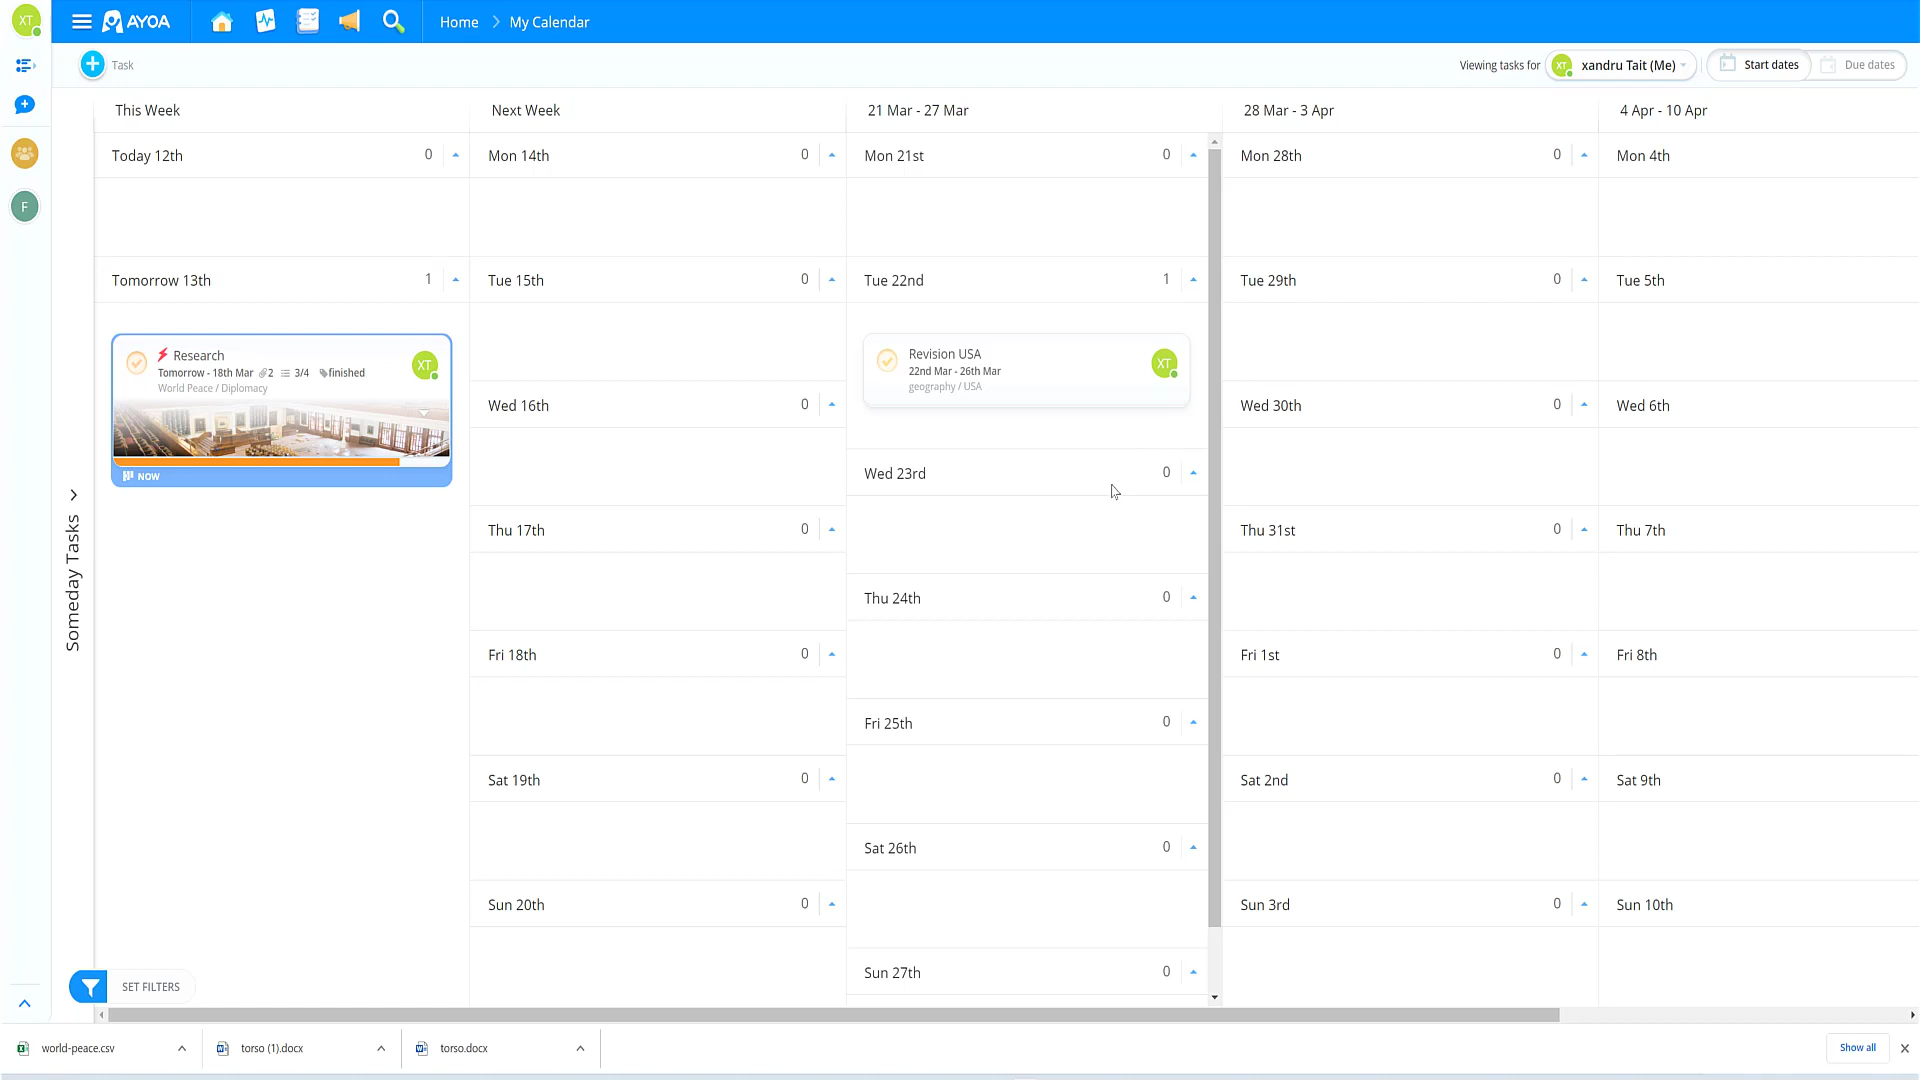 XT
AYOA
Home
My Calendar
Task
Viewing tasks for
XT
xandru Tait (Me)
Start dates
Due dates
F
Someday Tasks
This Week
Today 12th
0
Tomorrow 13th
1
Research
Tomorrow - 18th Mar 2 3/4 finished
World Peace / Diplomacy
XT
NOW
Next Week
Mon 14th
0
Tue 15th
0
Wed 16th
0
Thu 17th
0
Fri 18th
0
Sat 19th
0
Sun 20th
0
21 Mar - 27 Mar
Mon 21st
0
Tue 22nd
1
Revision USA
22nd Mar - 26th Mar
geography / USA
XT
Wed 23rd
0
Thu 24th
0
Fri 25th
0
Sat 26th
0
Sun 27th
0
28 Mar - 3 Apr
Mon 28th
0
Tue 29th
0
Wed 30th
0
Thu 31st
0
Fri 1st
0
Sat 2nd
0
Sun 3rd
0
4 Apr - 10 Apr
Mon 4th
Tue 5th
Wed 6th
Thu 7th
Fri 8th
Sat 9th
Sun 10th
SET FILTERS
world-peace.csv
torso (1).docx
torso.docx
Show all